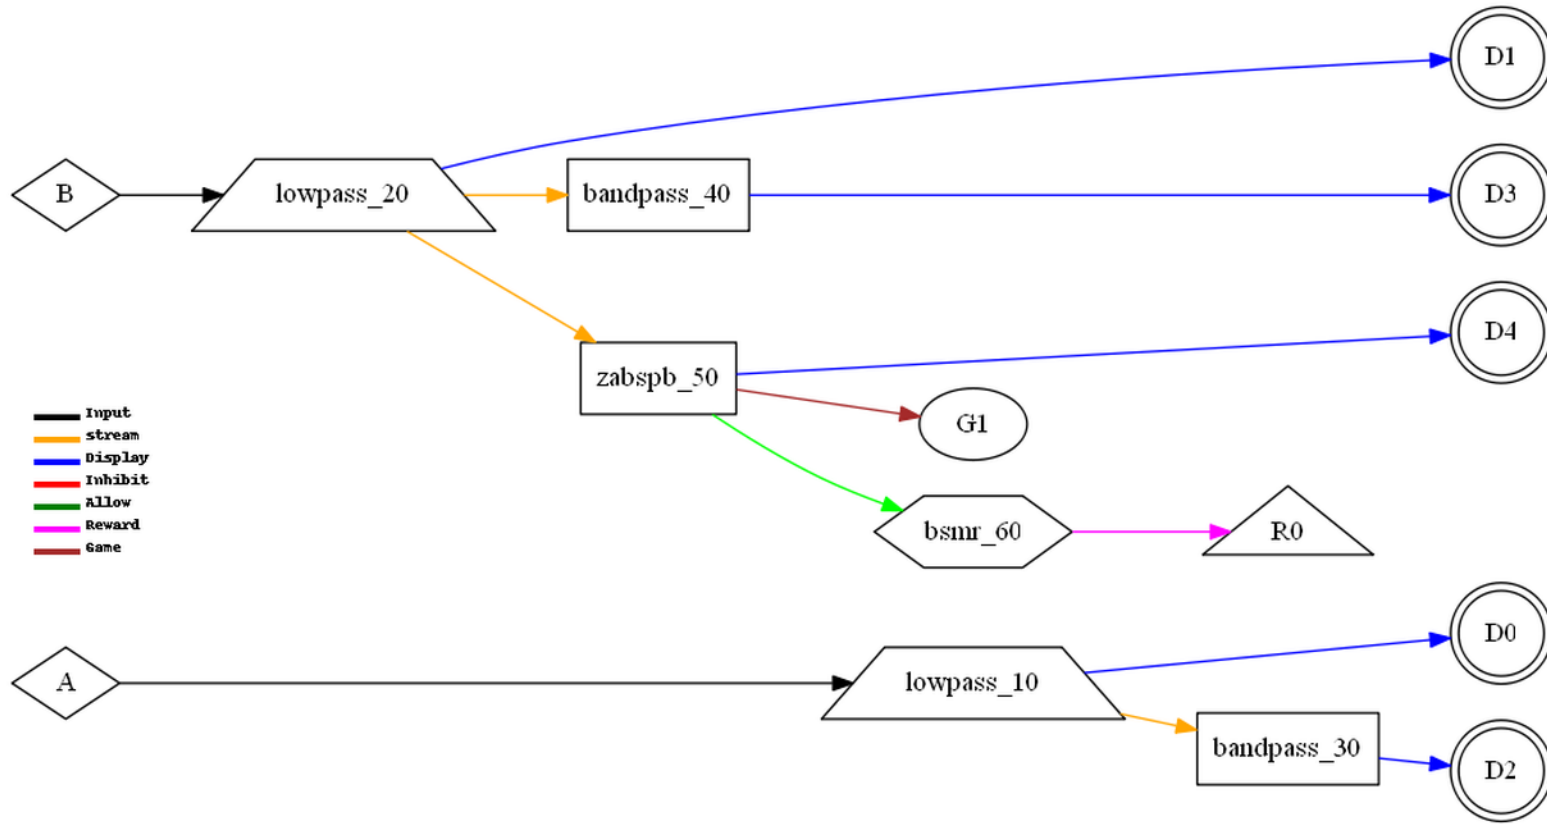 D1
B
lowpass_20
bandpass_40
D3
D4
zabspb_50
G1
Input
stream
Display
Inhibit
Allow
Reward
Game
bsmr_60
R0
D0
A
lowpass_10
bandpass_30
D2